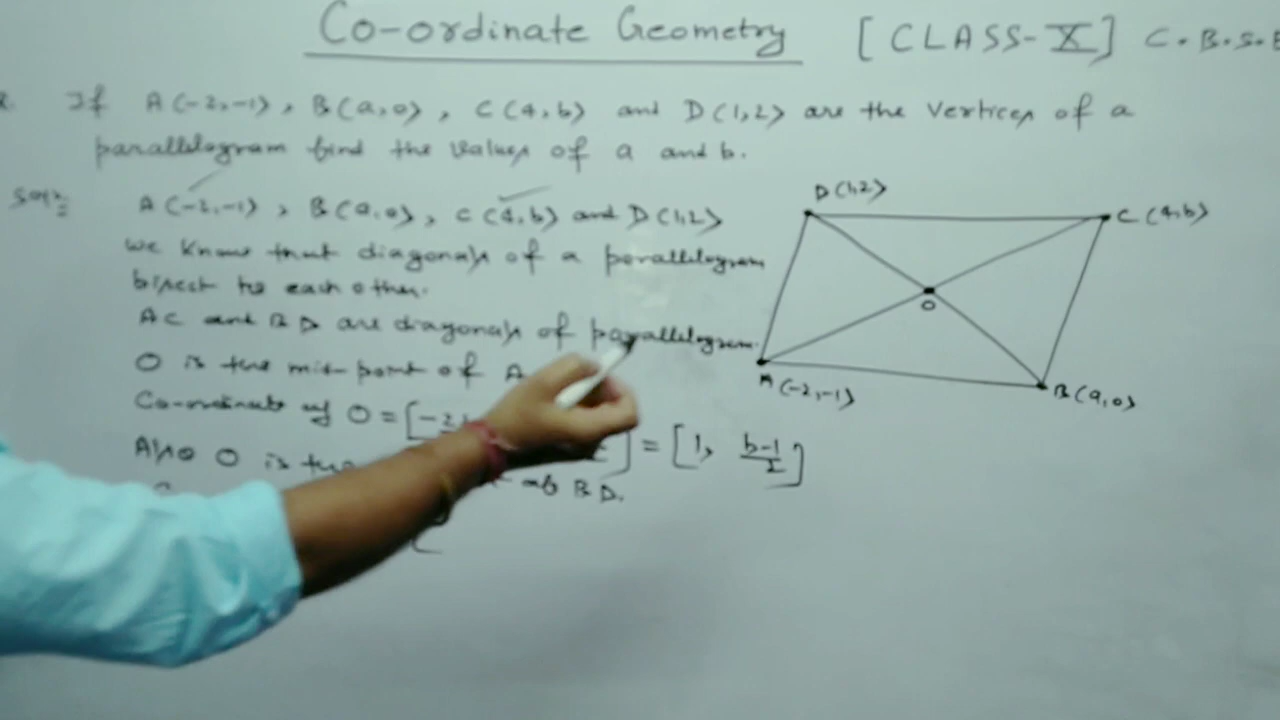 Co-ordinate Geometry [CLASS-X] C.B.S.E
If A(-2,-1), B(a,0), C(4,b) and D(1,2) are the vertices of a
parallelogram find the values of a and b.
Soln: A(-2,-1), B(a,0), C(4,b) and D(1,2)
we know that diagonals of a parallelogram
bisect to each other.
AC and BD are diagonals of parallelogram.
O is the mid-point of A
Co-ordinate of O = [-2+ ] = [1, b-1/2]
Also O is the of BD.
D(1,2)
C(4,b)
O
A(-2,-1)
B(a,0)